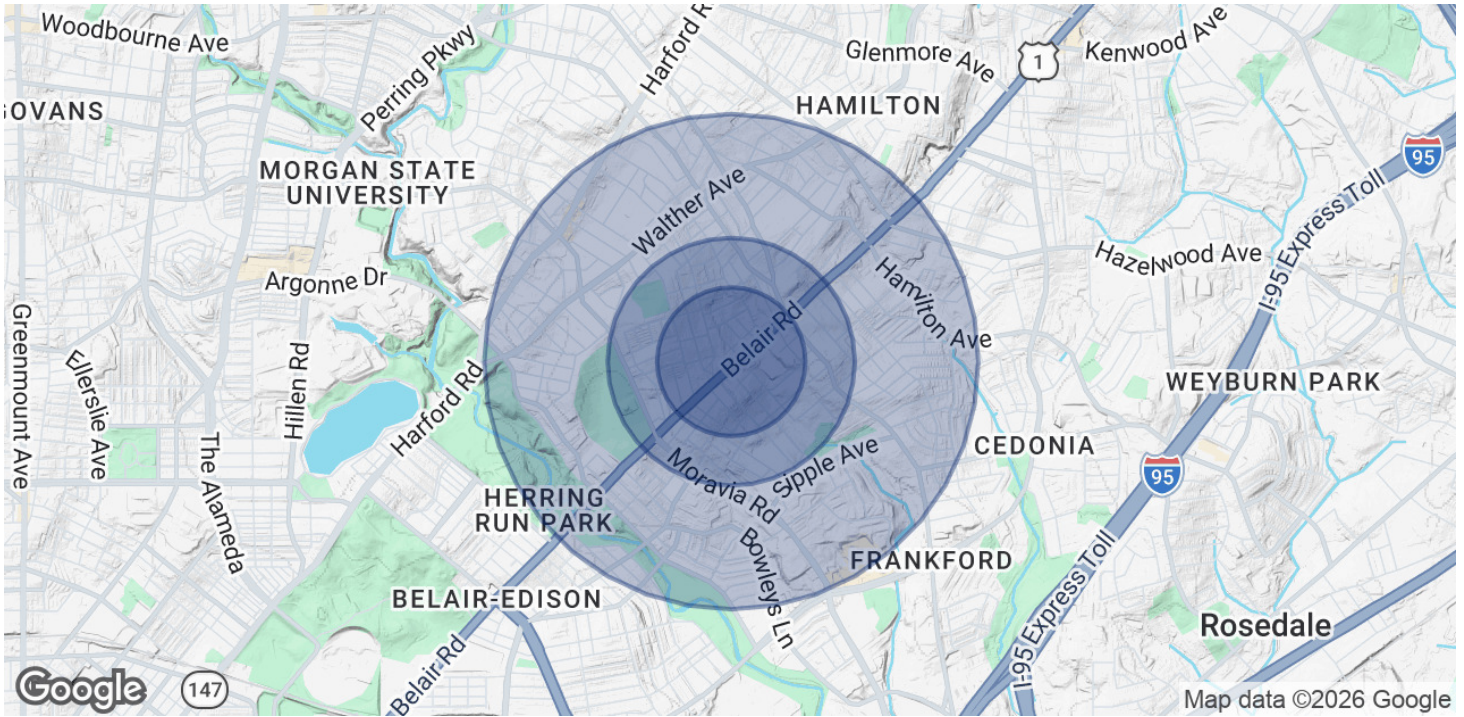 Woodbourne Ave
Perring Pkwy
Harford R
Glenmore Ave
1
Kenwood Ave
GOVANS
HAMILTON
MORGAN STATE
UNIVERSITY
95
I-95 Express Toll
Walther Ave
Argonne Dr
Hamilton Ave
Hazelwood Ave
Greenmount Ave
Ellerslie Ave
Hillen Rd
Harford Rd
Belair Rd
WEYBURN PARK
The Alameda
CEDONIA
95
Moravia Rd
Sipple Ave
HERRING
RUN PARK
Bowleys Ln
FRANKFORD
BELAIR-EDISON
I-95 Express Toll
Rosedale
Belair Rd
Google
147
Map data ©2026 Google